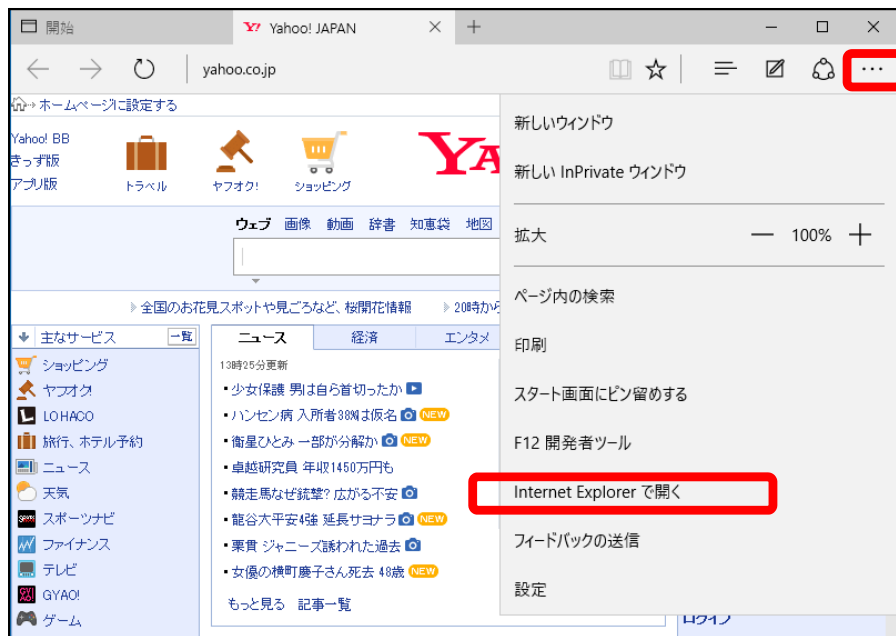 開始
Yahoo! JAPAN
yahoo.co.jp
ホームページに設定する
Yahoo! BB
きっず版
アプリ版
トラベル
ヤフオク!
ショッピング
YA
ウェブ 画像 動画 辞書 知恵袋 地図
全国のお花見スポットや見ごろなど、桜開花情報
20時から
主なサービス
一覧
ショッピング
ヤフオク!
LOHACO
旅行、ホテル予約
ニュース
天気
スポーツナビ
ファイナンス
テレビ
GYAO!
ゲーム
ニュース 経済 エンタメ
13時25分更新
・少女保護 男は自ら首切ったか
・ハンセン病 入所者38%は仮名 NEW
・衛星ひとみ 一部が分解か NEW
・卓越研究員 年収1450万円も
・競走馬なぜ銃撃? 広がる不安
・龍谷大平安4強 延長サヨナラ NEW
・栗貫 ジャニーズ誘われた過去
・女優の横町慶子さん死去 48歳 NEW
もっと見る 記事一覧
新しいウィンドウ
新しい InPrivate ウィンドウ
拡大
100%
ページ内の検索
印刷
スタート画面にピン留めする
F12 開発者ツール
Internet Explorer で開く
フィードバックの送信
設定
ログイン